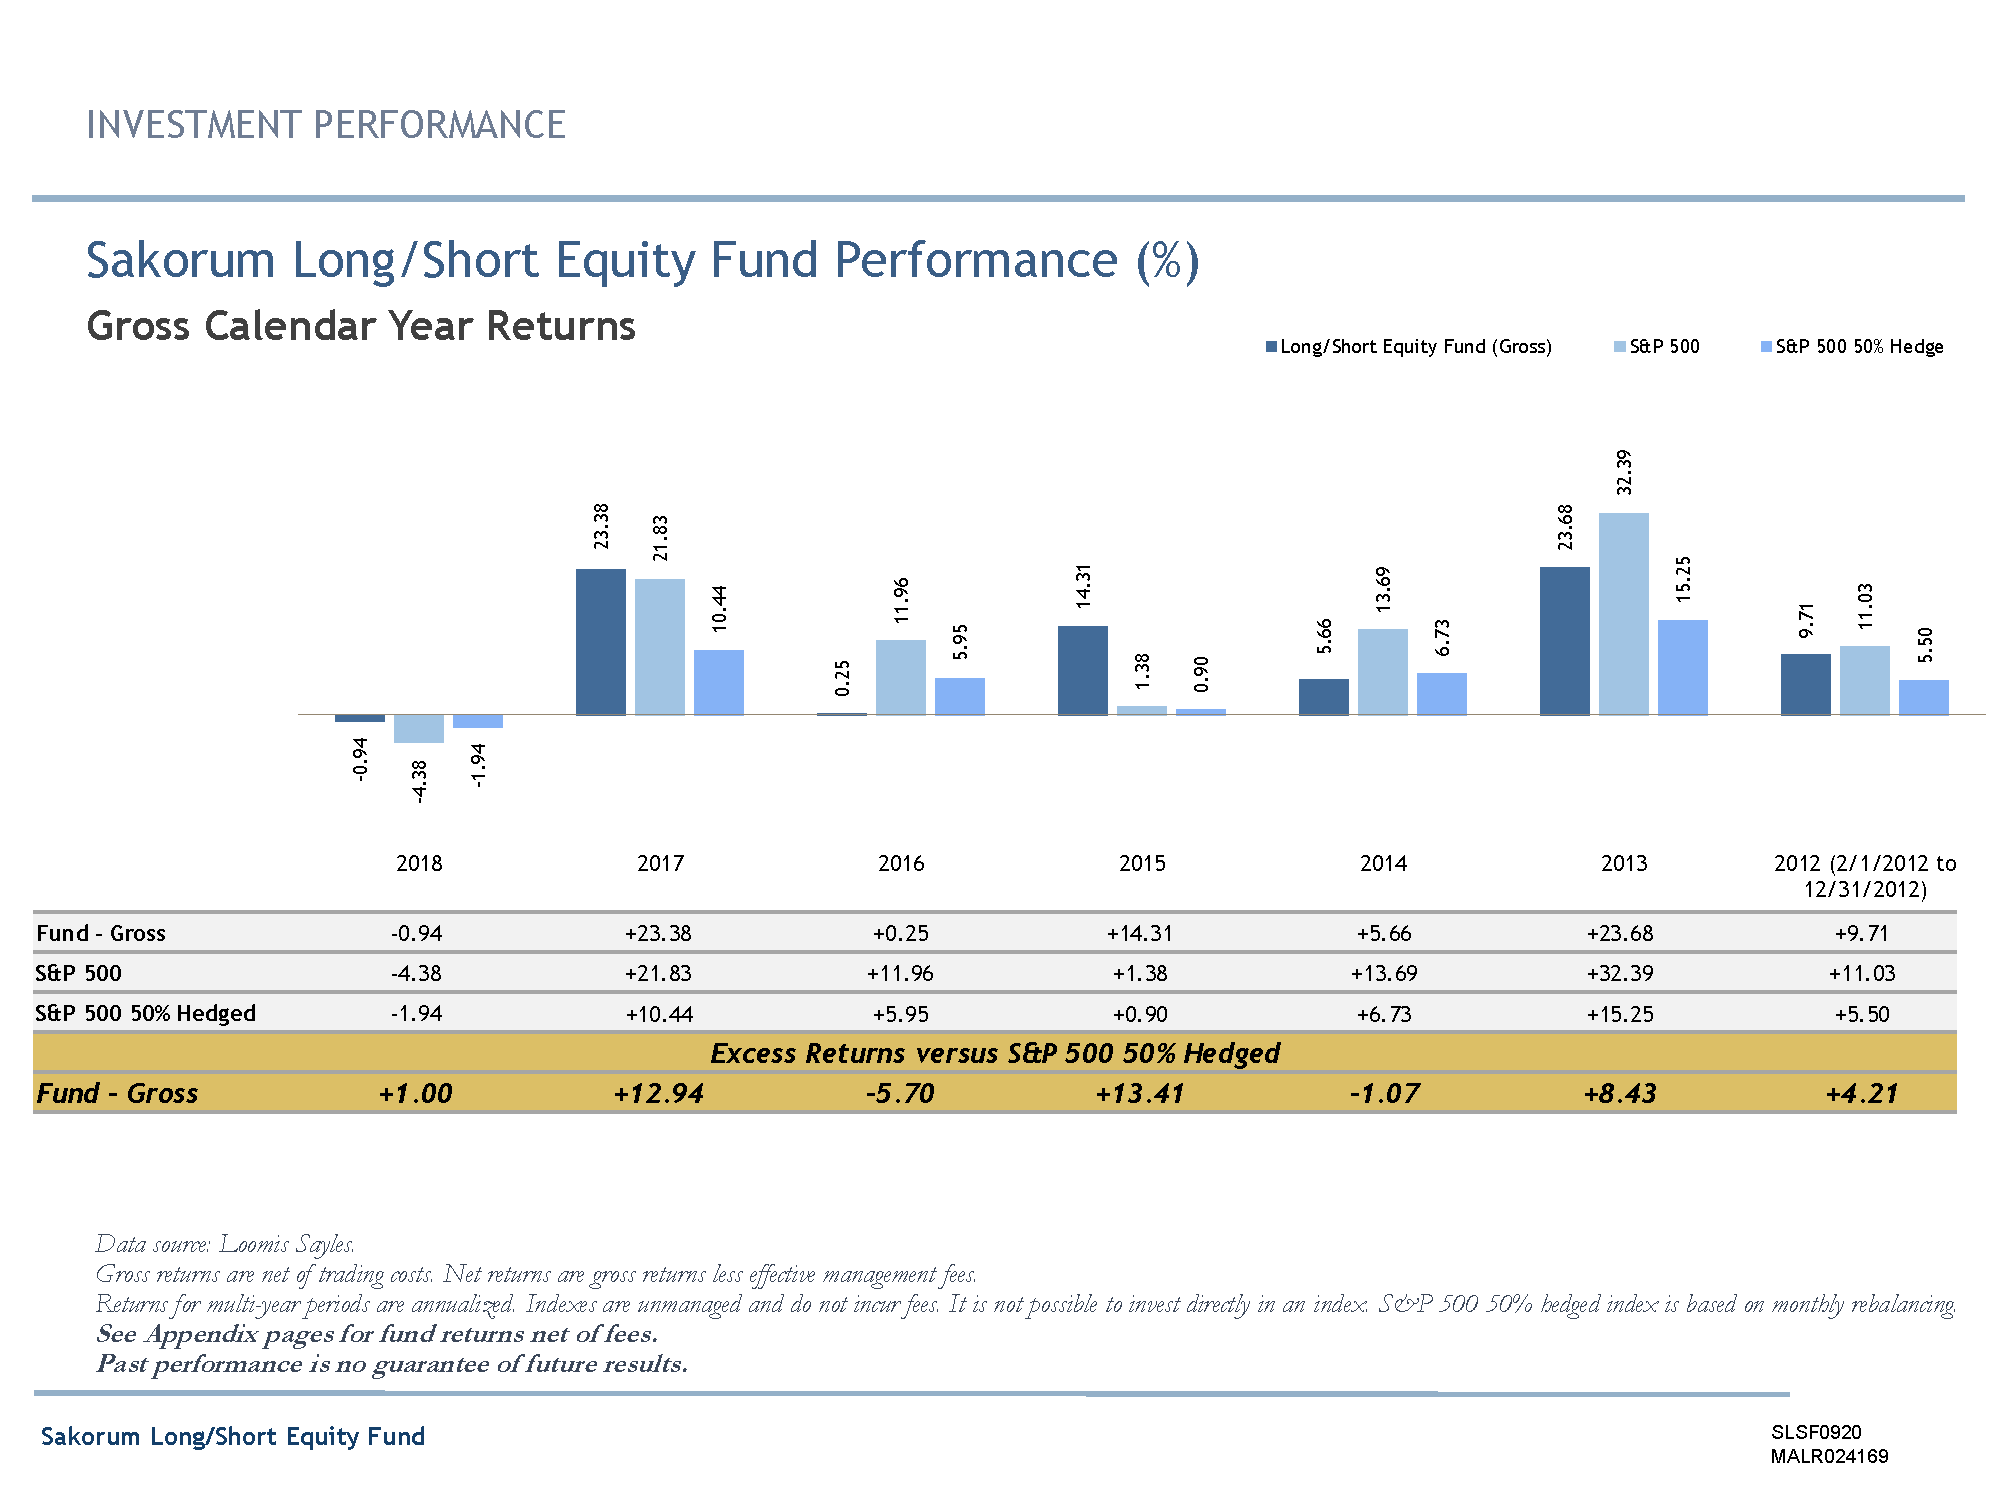 INVESTMENT PERFORMANCE
Sakorum Long/Short Equity Fund Performance (%)
Gross Calendar Year Returns
Long/Short Equity Fund (Gross) S&P 500 S&P 500 50% Hedge
-0.94 -4.38 -1.94
23.38 21.83 10.44
0.25 11.96 5.95
14.31 1.38 0.90
5.66 13.69 6.73
23.68 32.39 15.25
9.71 11.03 5.50
2018 2017 2016 2015 2014 2013 2012 (2/1/2012 to
12/31/2012)
Fund - Gross -0.94 +23.38 +0.25 +14.31 +5.66 +23.68 +9.71
S&P 500 -4.38 +21.83 +11.96 +1.38 +13.69 +32.39 +11.03
S&P 500 50% Hedged -1.94 +10.44 +5.95 +0.90 +6.73 +15.25 +5.50
Excess Returns versus S&P 500 50% Hedged
Fund - Gross +1.00 +12.94 -5.70 +13.41 -1.07 +8.43 +4.21
Data source: Loomis Sayles.
Gross returns are net of trading costs. Net returns are gross returns less effective management fees.
Returns for multi-year periods are annualized. Indexes are unmanaged and do not incur fees. It is not possible to invest directly in an index. S&P 500 50% hedged index is based on monthly rebalancing.
See Appendix pages for fund returns net of fees.
Past performance is no guarantee of future results.
Sakorum Long/Short Equity Fund
SLSF0920
MALR024169